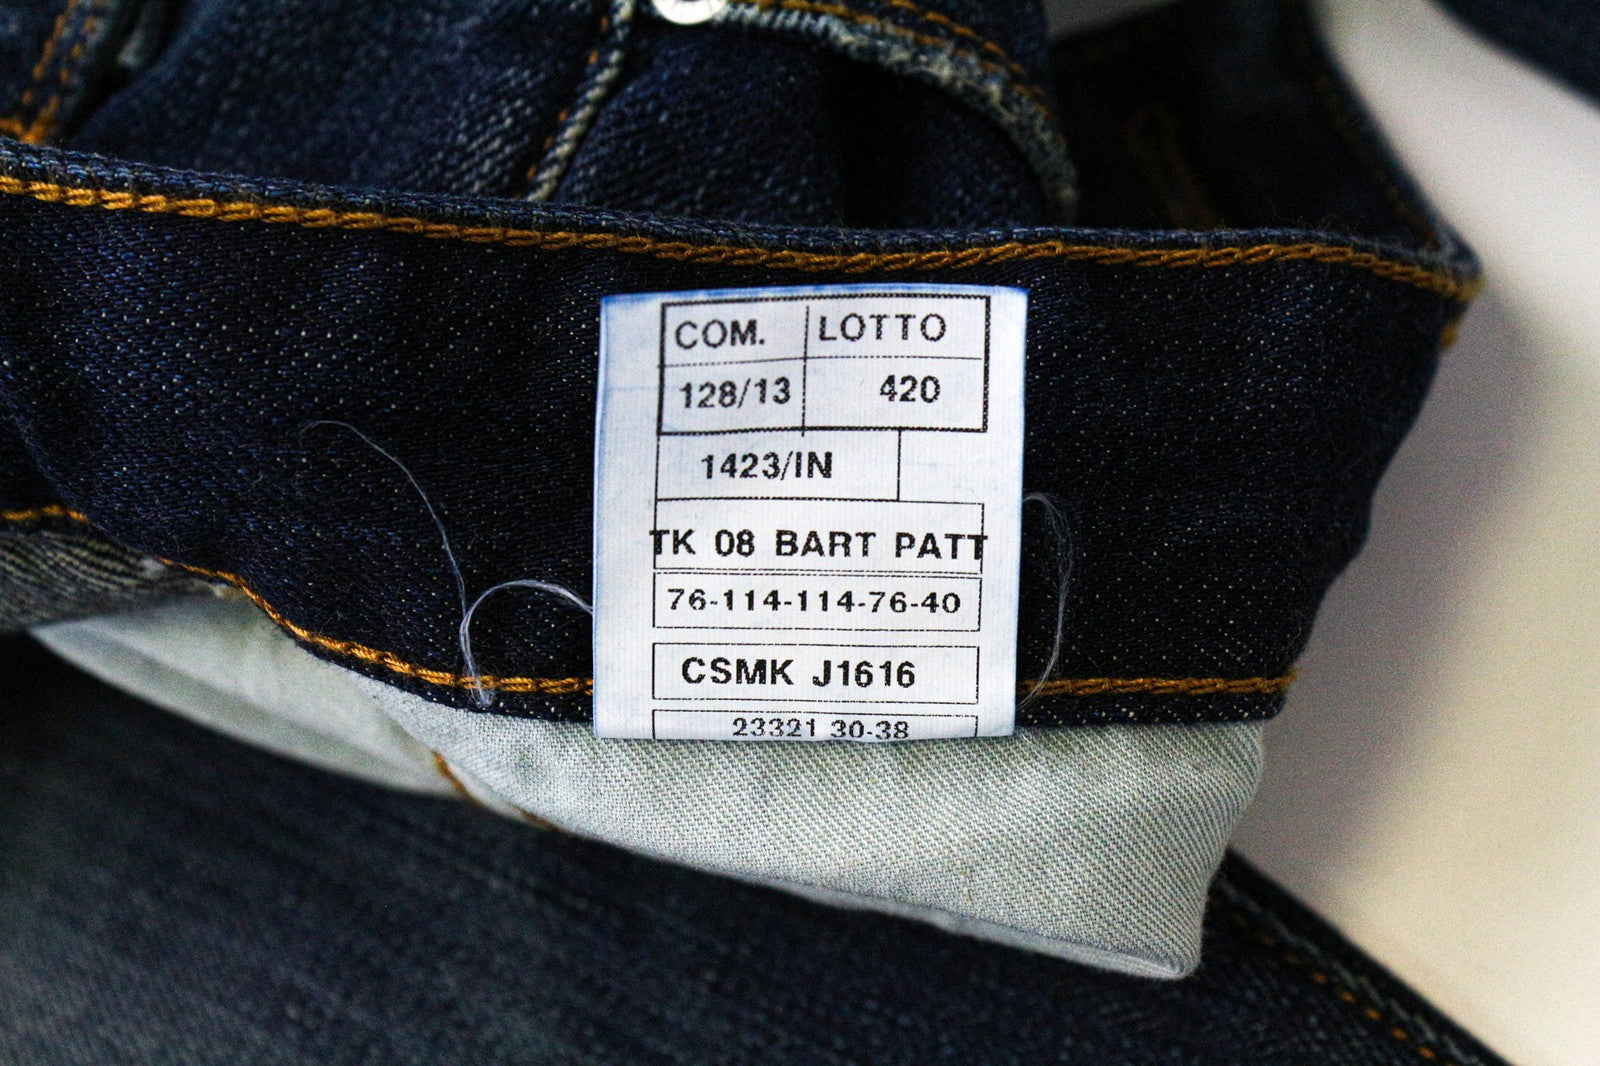 COM. LOTTO
128/13 420
1423/IN
TK 08 BART PATT
76-114-114-76-40
CSMK J1616
23321 30-38